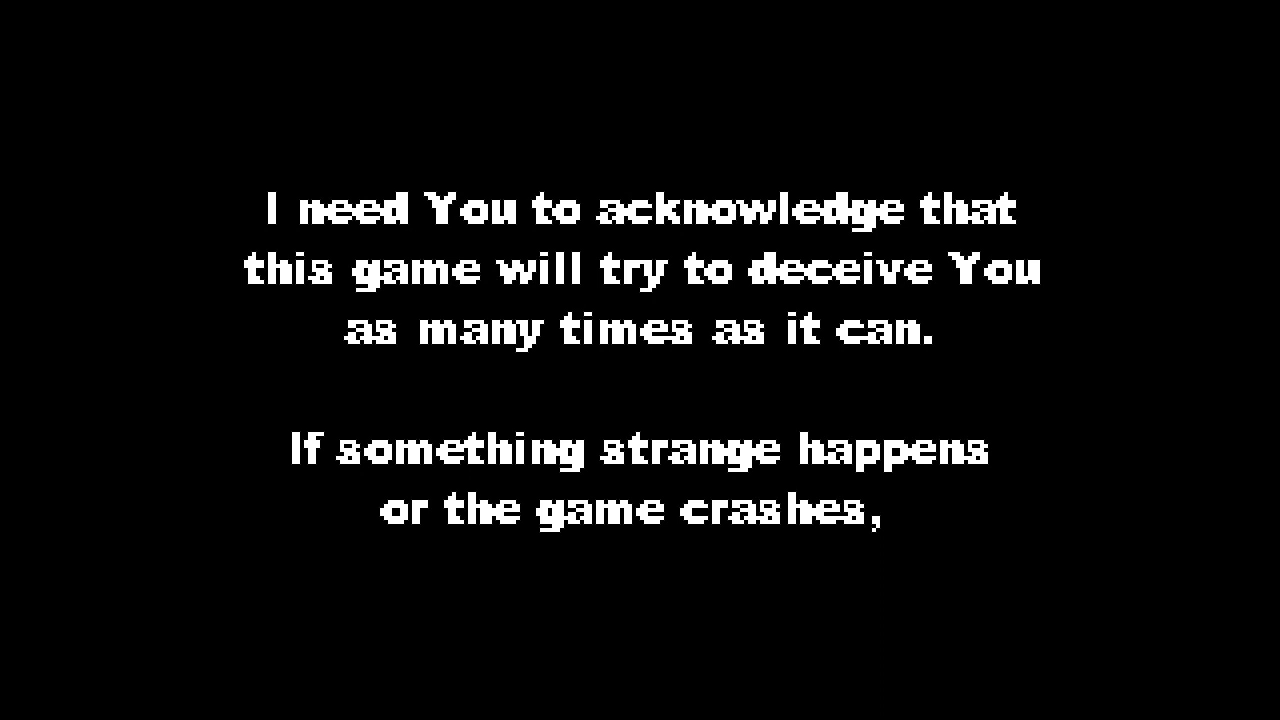 I need You to acknowledge that
this game will try to deceive You
as many times as it can.
If something strange happens
or the game crashes,